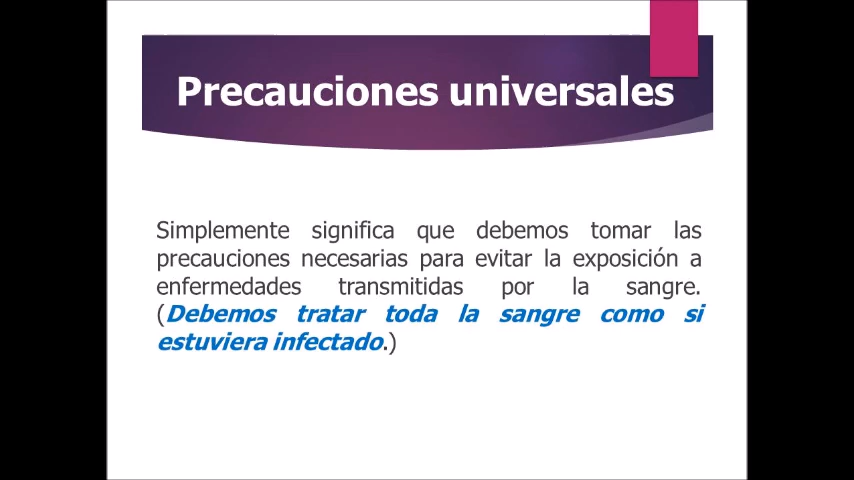 Precauciones universales
Simplemente significa que debemos tomar las
precauciones necesarias para evitar la exposición a
enfermedades transmitidas por la sangre.
(Debemos tratar toda la sangre como si
estuviera infectado.)